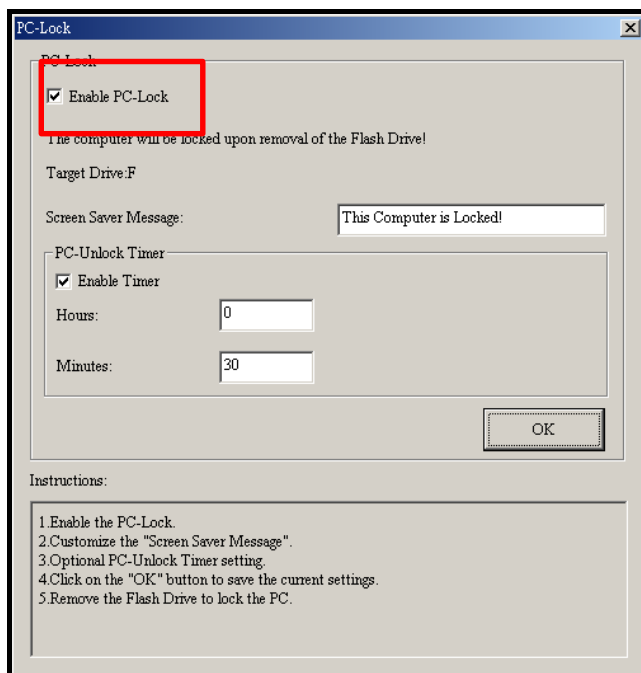 PC-Lock
PC-Lock
Enable PC-Lock
The computer will be locked upon removal of the Flash Drive!
Target Drive:F
Screen Saver Message:
This Computer is Locked!
PC-Unlock Timer
Enable Timer
Hours:
0
Minutes:
30
OK
Instructions:
1.Enable the PC-Lock.
2.Customize the "Screen Saver Message".
3.Optional PC-Unlock Timer setting.
4.Click on the "OK" button to save the current settings.
5.Remove the Flash Drive to lock the PC.